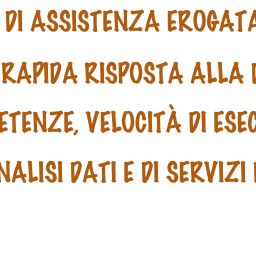 DI ASSISTENZA EROGATA
RAPIDA RISPOSTA ALLA
ETENZE, VELOCITÀ DI ESEC
NALISI DATI E DI SERVIZI